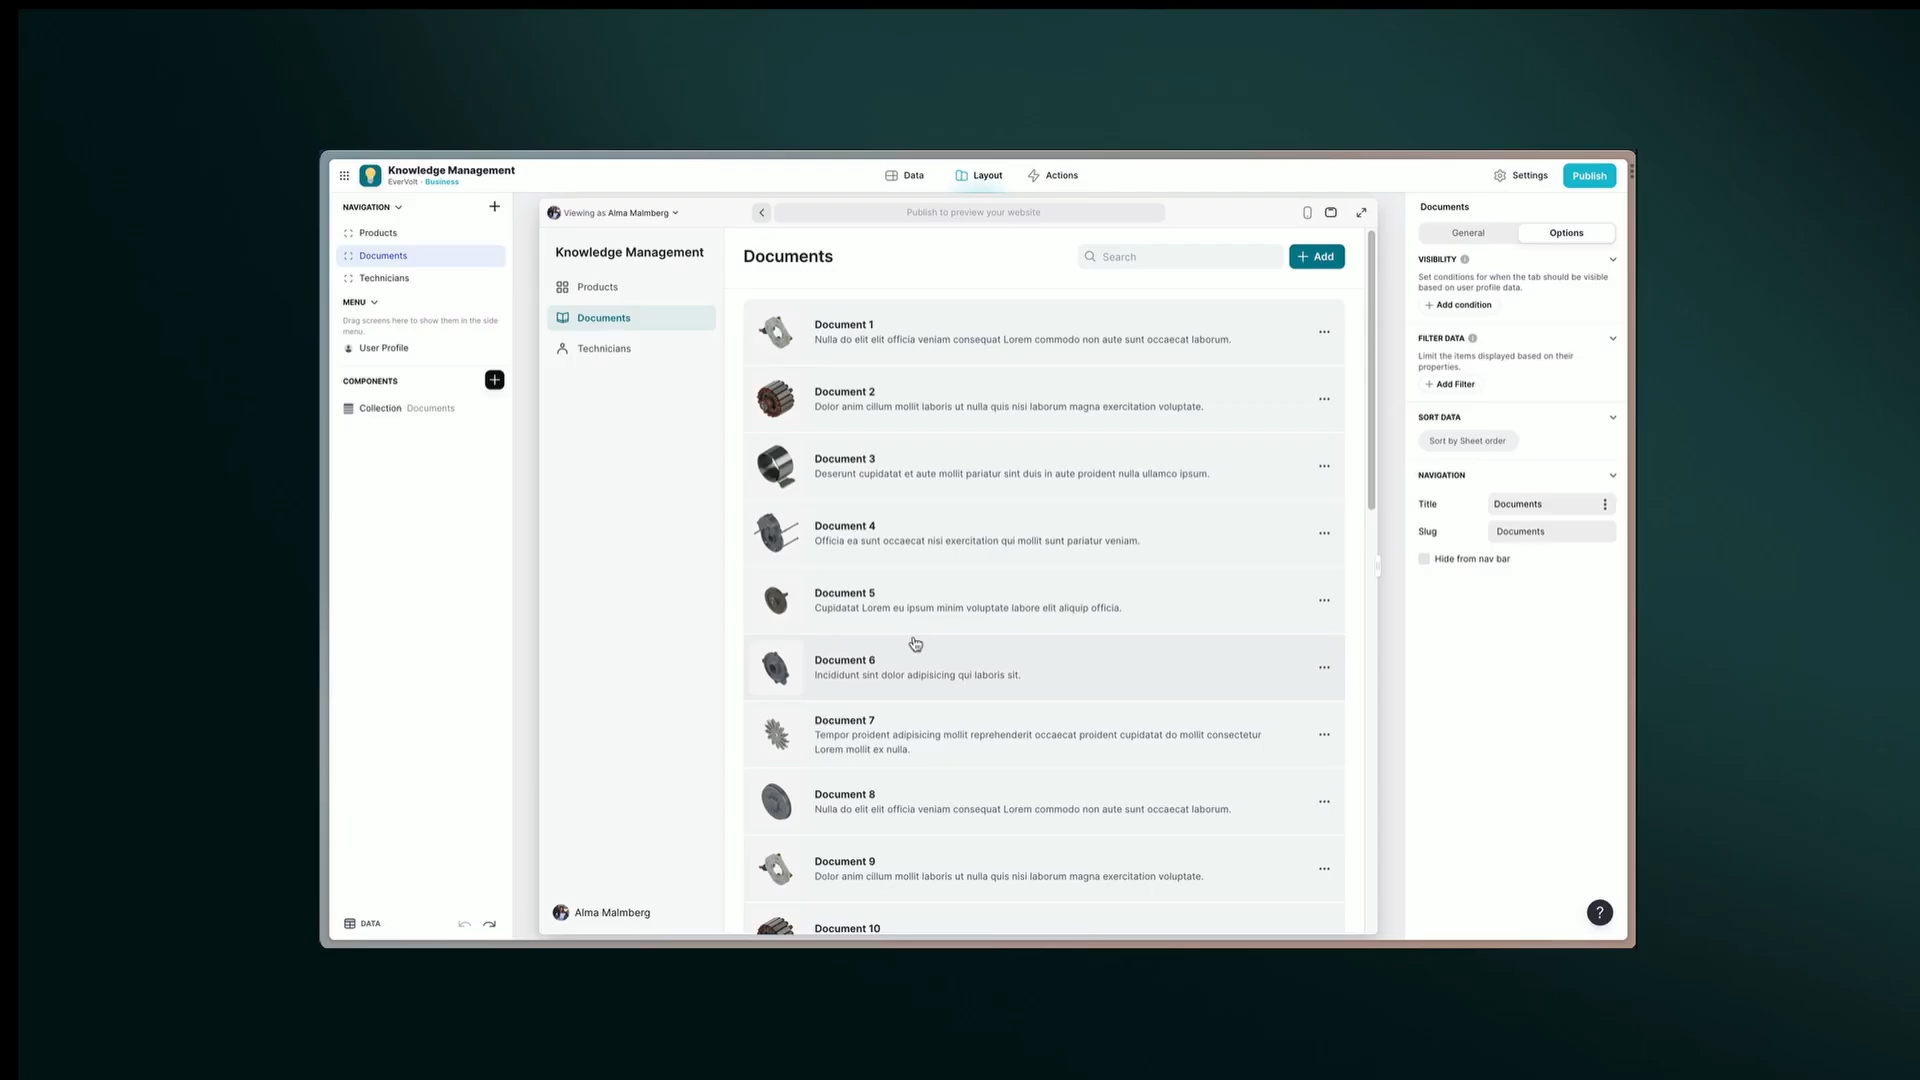 Knowledge Management
EverVolt · Business
Data
Layout
Actions
Settings
Publish
NAVIGATION
Products
Documents
Technicians
MENU
Drag screens here to show them in the side
menu.
User Profile
COMPONENTS
Collection Documents
DATA
Viewing as Alma Malmberg
Publish to preview your website
Knowledge Management
Products
Documents
Technicians
Alma Malmberg
Documents
Search
+ Add
Document 1
Nulla do elit elit officia veniam consequat Lorem commodo non aute sunt occaecat laborum.
Document 2
Dolor anim cillum mollit laboris ut nulla quis nisi laborum magna exercitation voluptate.
Document 3
Deserunt cupidatat et aute mollit pariatur sint duis in aute proident nulla ullamco ipsum.
Document 4
Officia ea sunt occaecat nisi exercitation qui mollit sunt pariatur veniam.
Document 5
Cupidatat Lorem eu ipsum minim voluptate labore elit aliquip officia.
Document 6
Incididunt sint dolor adipisicing qui laboris sit.
Document 7
Tempor proident adipisicing mollit reprehenderit occaecat proident cupidatat do mollit consectetur
Lorem mollit ex nulla.
Document 8
Nulla do elit elit officia veniam consequat Lorem commodo non aute sunt occaecat laborum.
Document 9
Dolor anim cillum mollit laboris ut nulla quis nisi laborum magna exercitation voluptate.
Document 10
Documents
General
Options
VISIBILITY
Set conditions for when the tab should be visible
based on user profile data.
+ Add condition
FILTER DATA
Limit the items displayed based on their
properties.
+ Add Filter
SORT DATA
Sort by Sheet order
NAVIGATION
Title Documents
Slug Documents
Hide from nav bar
?